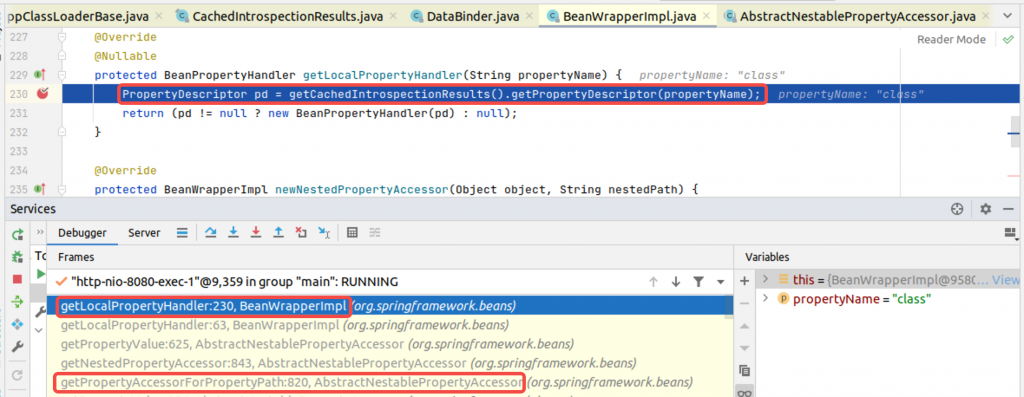 ppClassLoaderBase.java CachedIntrospectionResults.java DataBinder.java BeanWrapperImpl.java AbstractNestablePropertyAccessor.java
227 @Override Reader Mode
228 @Nullable
229 protected BeanPropertyHandler getLocalPropertyHandler(String propertyName) { propertyName: "class"
230 PropertyDescriptor pd = getCachedIntrospectionResults().getPropertyDescriptor(propertyName); propertyName: "class"
231 return (pd != null ? new BeanPropertyHandler(pd) : null);
232 }
233
234 @Override
235 protected BeanWrapperImpl newNestedPropertyAccessor(Object object, String nestedPath) {
Services
To Debugger Server
Frames Variables
"http-nio-8080-exec-1"@9,359 in group "main": RUNNING this = {BeanWrapperImpl@9580 View
getLocalPropertyHandler:230, BeanWrapperImpl (org.springframework.beans) propertyName = "class"
getLocalPropertyHandler:63, BeanWrapperImpl (org.springframework.beans)
getPropertyValue:625, AbstractNestablePropertyAccessor (org.springframework.beans)
getNestedPropertyAccessor:843, AbstractNestablePropertyAccessor (org.springframework.beans)
getPropertyAccessorForPropertyPath:820, AbstractNestablePropertyAccessor (org.springframework.beans)